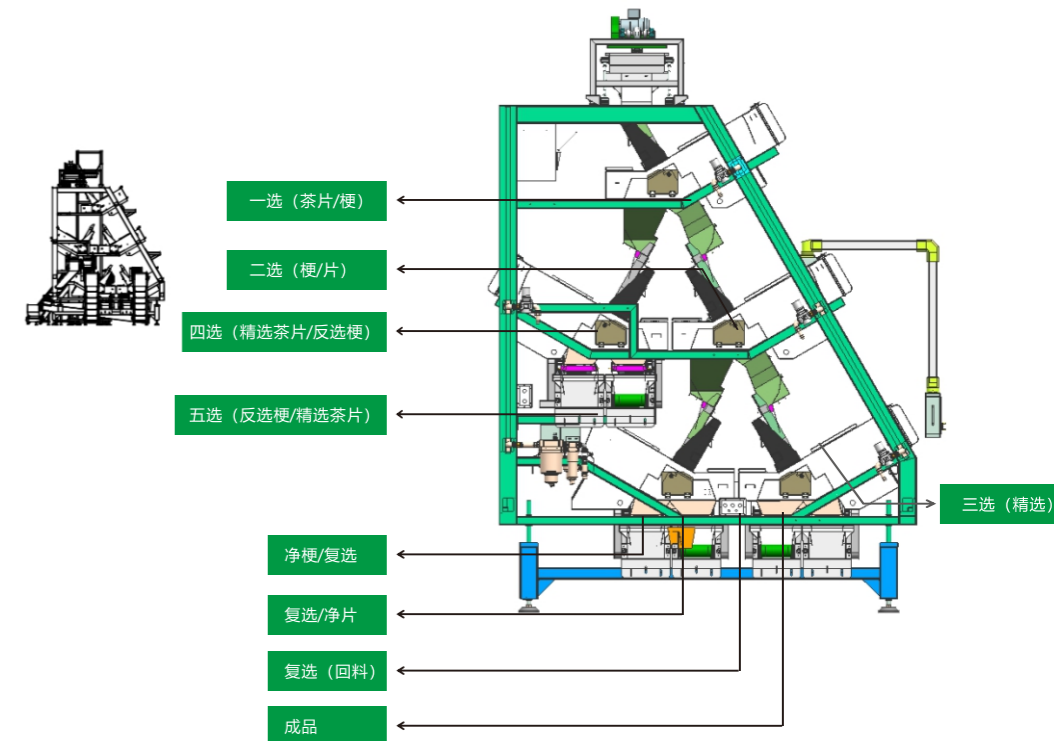 一选（茶片/梗）
二选（梗/片）
四选（精选茶片/反选梗）
五选（反选梗/精选茶片）
三选（精选）
净梗/复选
复选/净片
复选（回料）
成品